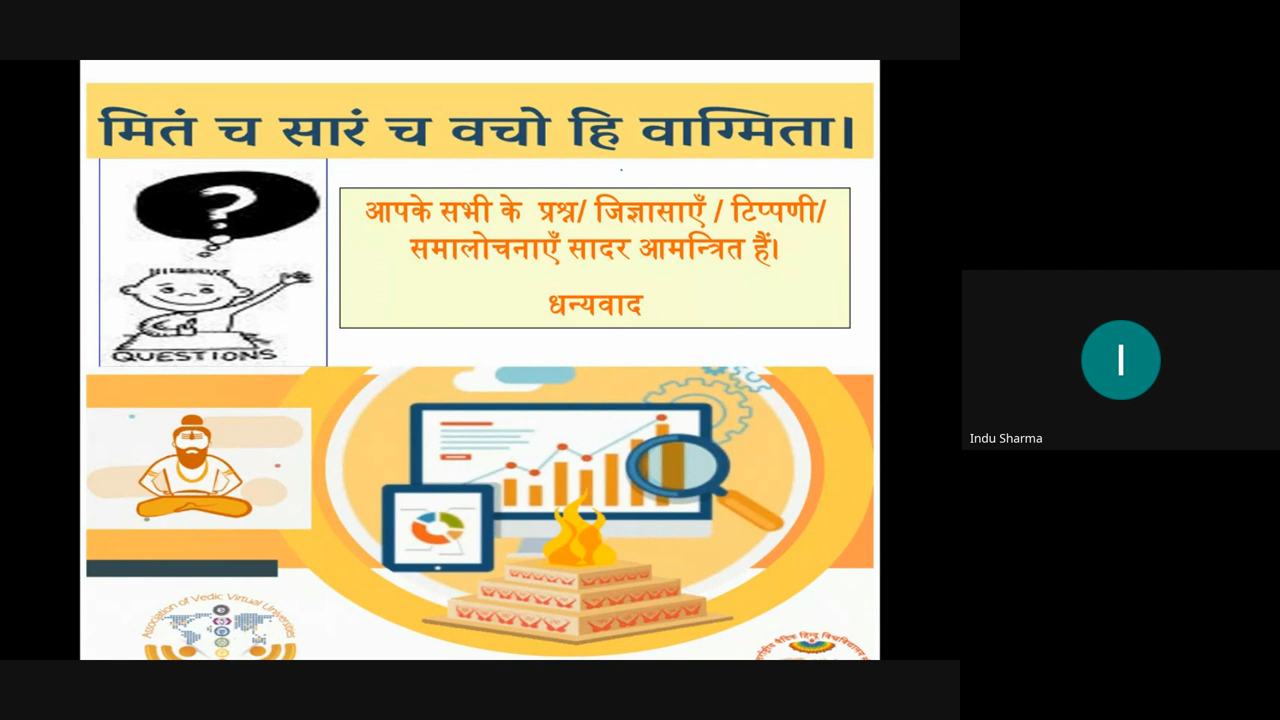 मितं च सारं च वचो हि वाग्मिता।
आपके सभी के प्रश्न/ जिज्ञासाएँ / टिप्पणी/
समालोचनाएँ सादर आमन्त्रित हैं।
धन्यवाद
QUESTIONS
Association of Vedic Virtual Universities
वैदिक हिन्दू
I
Indu Sharma